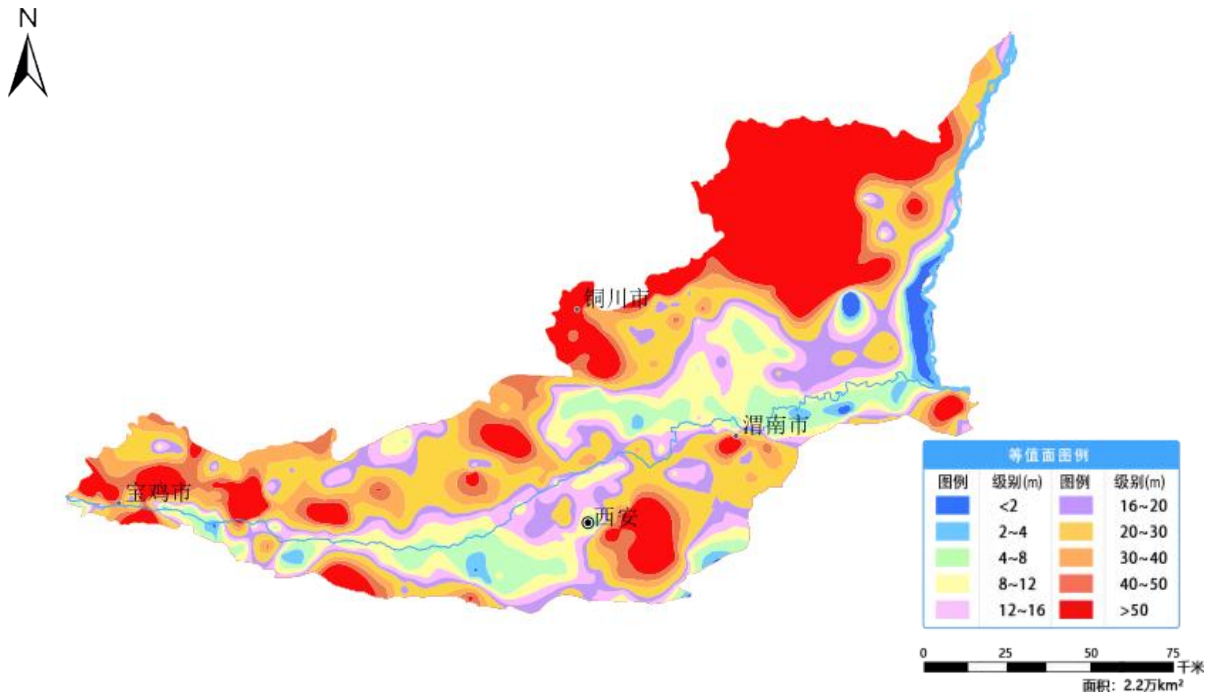 N
铜川市
渭南市
宝鸡市
西安
等值面图例
图例 级别(m) 图例 级别(m)
<2 16~20
2~4 20~30
4~8 30~40
8~12 40~50
12~16 >50
0 25 50 75
千米
面积：2.2万km²